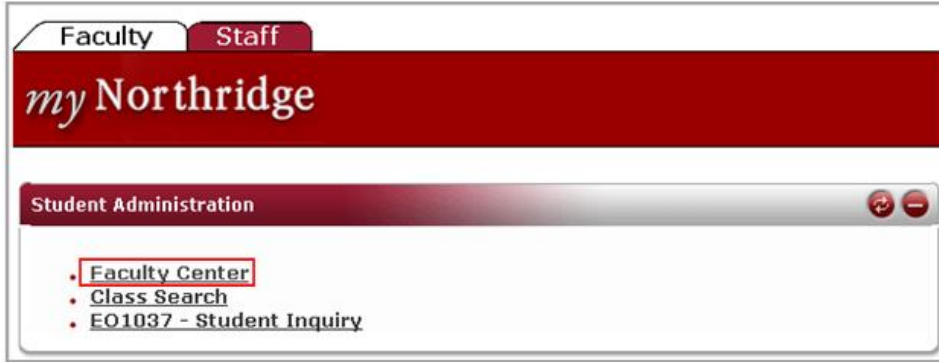 Faculty Staff
my Northridge
Student Administration
Faculty Center
Class Search
EO1037 - Student Inquiry